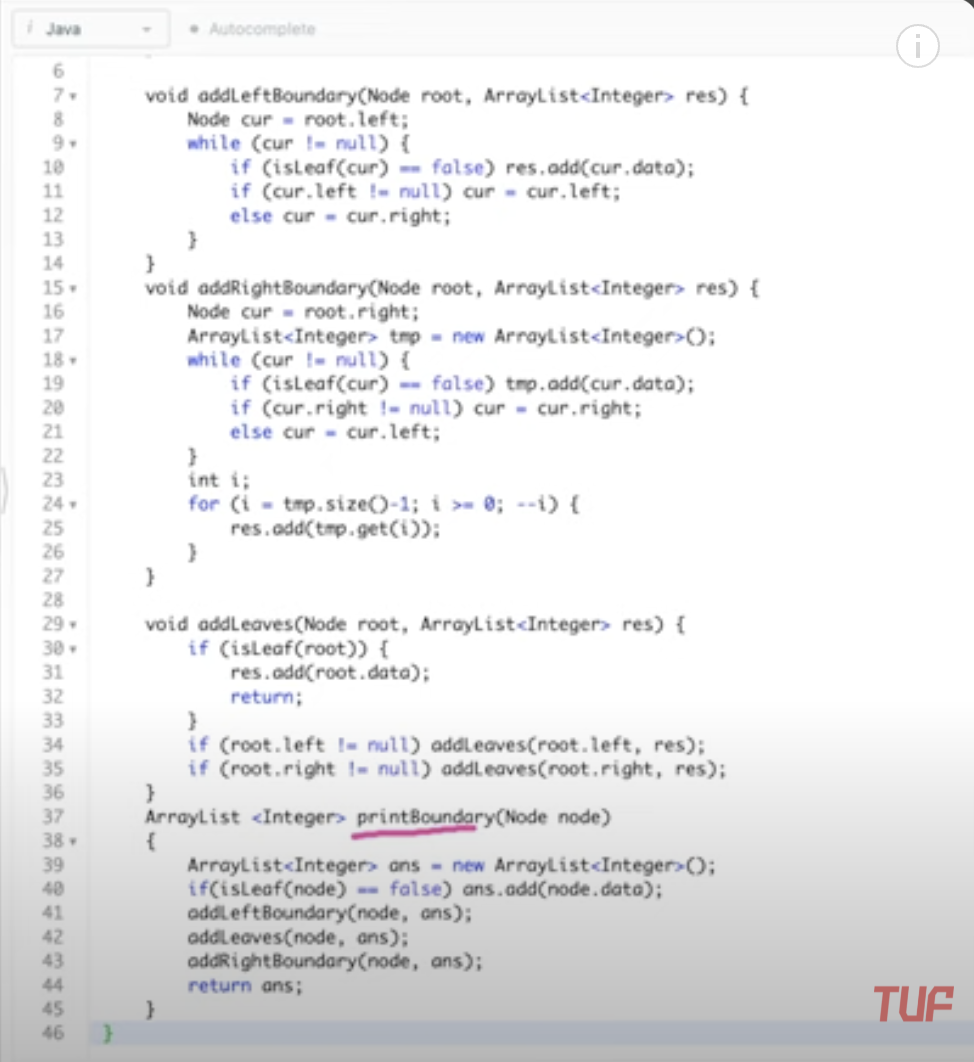 i Java
Autocomplete
i
6
7 void addLeftBoundary(Node root, ArrayList<Integer> res) {
8 Node cur = root.left;
9 while (cur != null) {
10 if (isLeaf(cur) == false) res.add(cur.data);
11 if (cur.left != null) cur = cur.left;
12 else cur = cur.right;
13 }
14 }
15 void addRightBoundary(Node root, ArrayList<Integer> res) {
16 Node cur = root.right;
17 ArrayList<Integer> tmp = new ArrayList<Integer>();
18 while (cur != null) {
19 if (isLeaf(cur) == false) tmp.add(cur.data);
20 if (cur.right != null) cur = cur.right;
21 else cur = cur.left;
22 }
23 int i;
24 for (i = tmp.size()-1; i >= 0; --i) {
25 res.add(tmp.get(i));
26 }
27 }
28
29 void addLeaves(Node root, ArrayList<Integer> res) {
30 if (isLeaf(root)) {
31 res.add(root.data);
32 return;
33 }
34 if (root.left != null) addLeaves(root.left, res);
35 if (root.right != null) addLeaves(root.right, res);
36 }
37 ArrayList <Integer> printBoundary(Node node)
38 {
39 ArrayList<Integer> ans = new ArrayList<Integer>();
40 if(isLeaf(node) == false) ans.add(node.data);
41 addLeftBoundary(node, ans);
42 addLeaves(node, ans);
43 addRightBoundary(node, ans);
44 return ans;
45 }
46 }
TUF